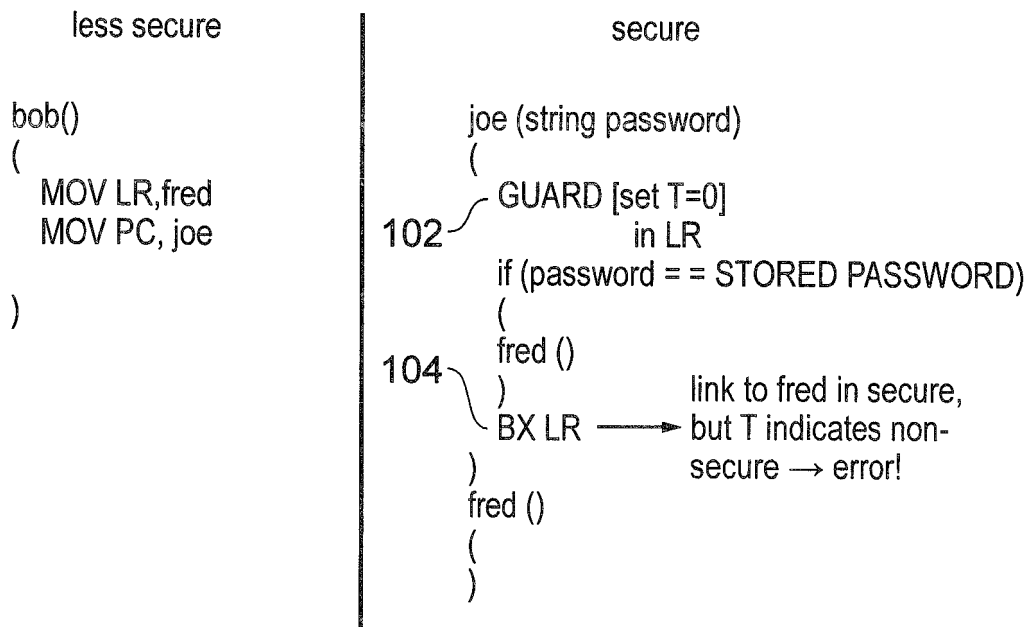 less secure
bob()
(
MOV LR,fred
MOV PC, joe
)
secure
joe (string password)
(
102
GUARD [set T=0]
in LR
if (password = = STORED PASSWORD)
(
fred ()
)
104
BX LR → link to fred in secure,
but T indicates non-
secure → error!
)
fred ()
(
)